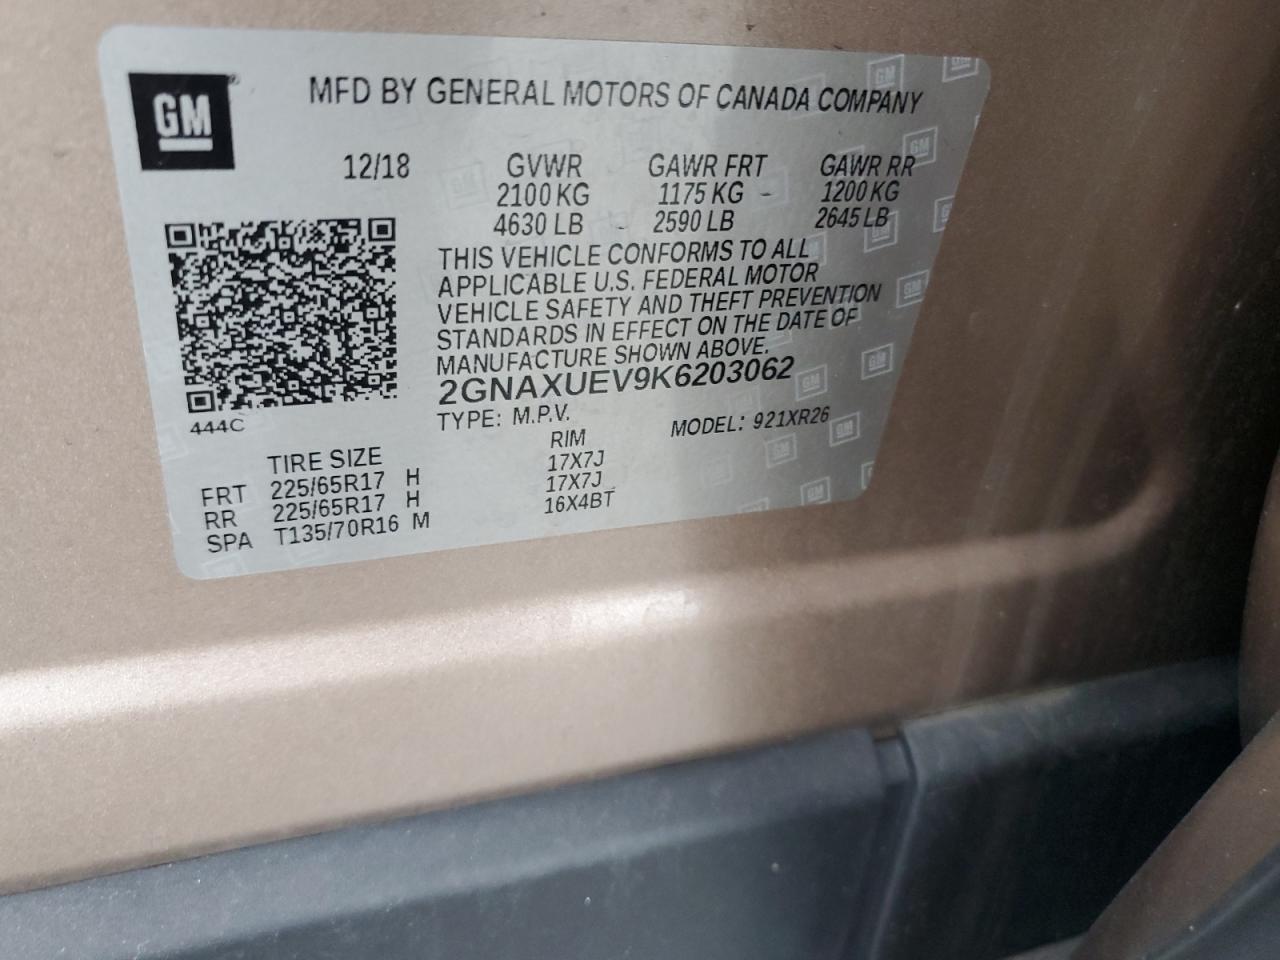 GM
MFD BY GENERAL MOTORS OF CANADA COMPANY
12/18 GVWR GAWR FRT GAWR RR
2100 KG 1175 KG 1200 KG
4630 LB 2590 LB 2645 LB
THIS VEHICLE CONFORMS TO ALL
APPLICABLE U.S. FEDERAL MOTOR
VEHICLE SAFETY AND THEFT PREVENTION
STANDARDS IN EFFECT ON THE DATE OF
MANUFACTURE SHOWN ABOVE.
2GNAXUEV9K6203062
444C
TYPE: M.P.V. MODEL: 921XR26
TIRE SIZE RIM
FRT 225/65R17 H 17X7J
RR 225/65R17 H 17X7J
SPA T135/70R16 M 16X4BT